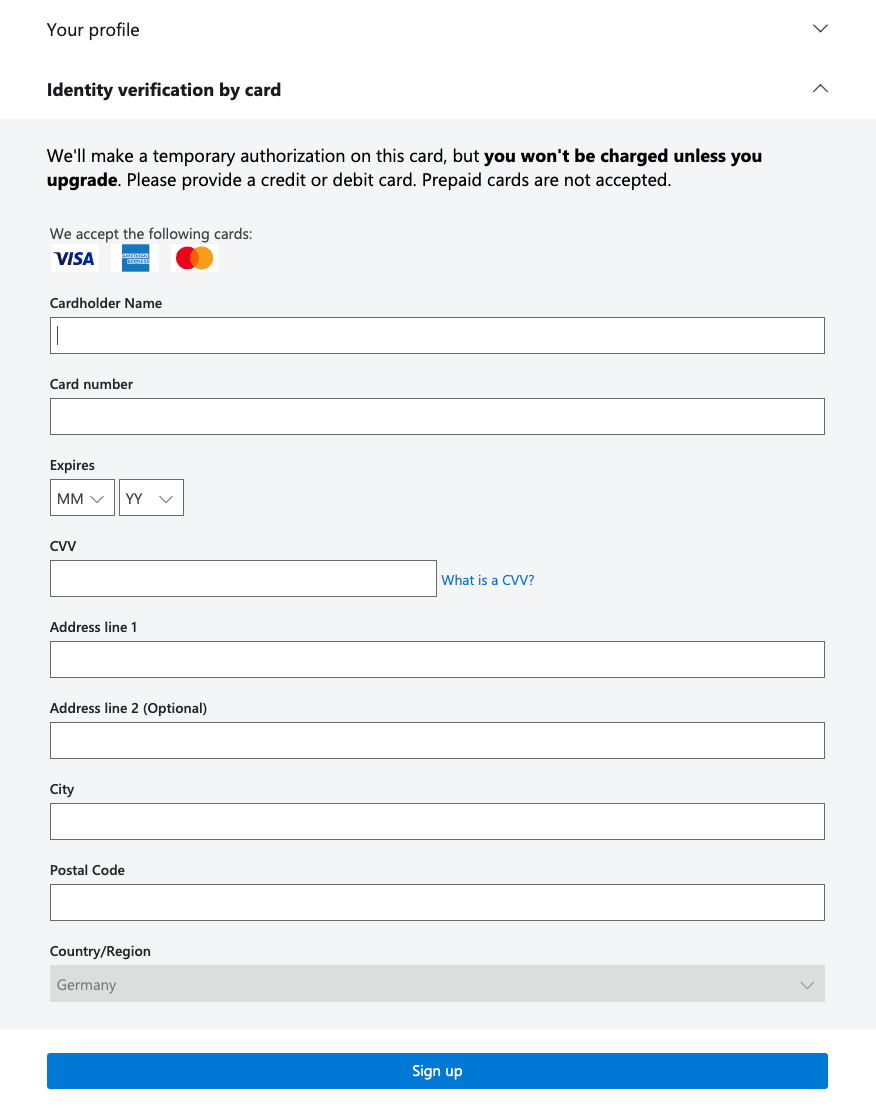 Your profile
Identity verification by card
We'll make a temporary authorization on this card, but you won't be charged unless you
upgrade. Please provide a credit or debit card. Prepaid cards are not accepted.
We accept the following cards:
VISA AMERICAN EXPRESS
Cardholder Name
Card number
Expires
MM YY
CVV
What is a CVV?
Address line 1
Address line 2 (Optional)
City
Postal Code
Country/Region
Germany
Sign up